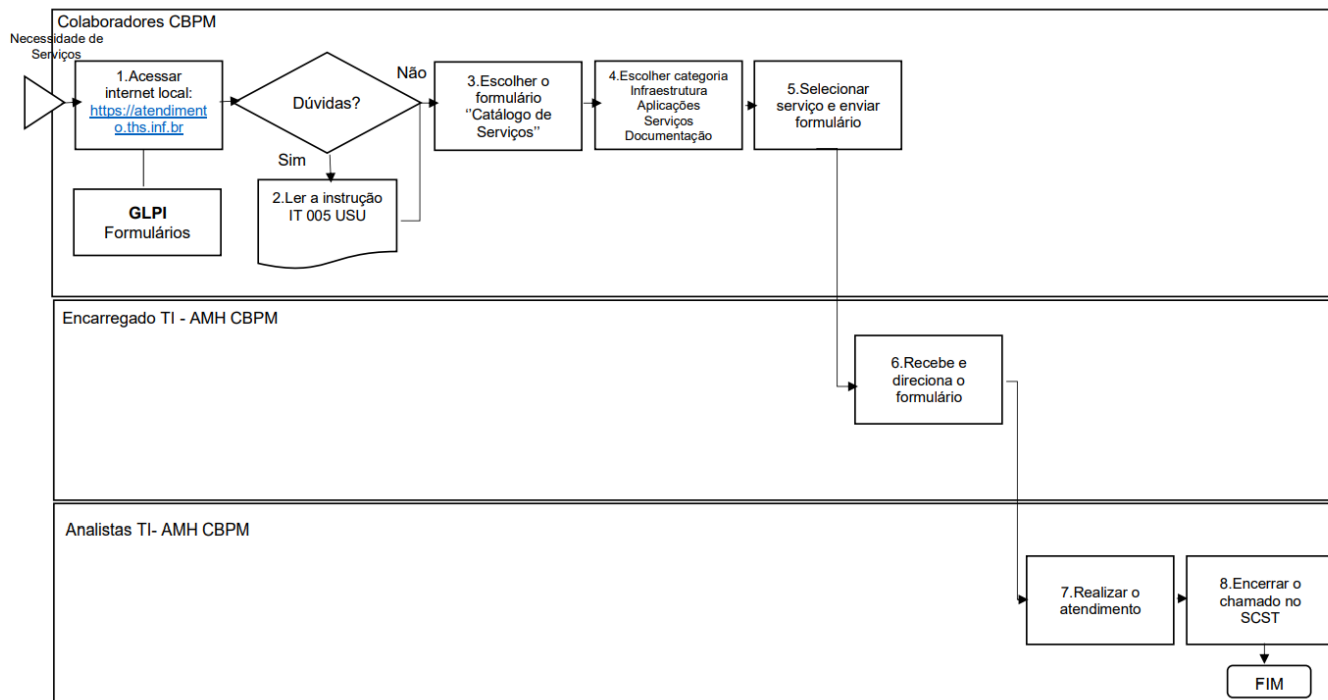 Colaboradores CBPM
Necessidade de
Serviços
1.Acessar
internet local:
https://atendiment
o.ths.inf.br
GLPI
Formulários
Dúvidas?
Não
Sim
2.Ler a instrução
IT 005 USU
3.Escolher o
formulário
‘’Catálogo de
Serviços’’
4.Escolher categoria
Infraestrutura
Aplicações
Serviços
Documentação
5.Selecionar
serviço e enviar
formulário
Encarregado TI - AMH CBPM
6.Recebe e
direciona o
formulário
Analistas TI- AMH CBPM
7.Realizar o
atendimento
8.Encerrar o
chamado no
SCST
FIM